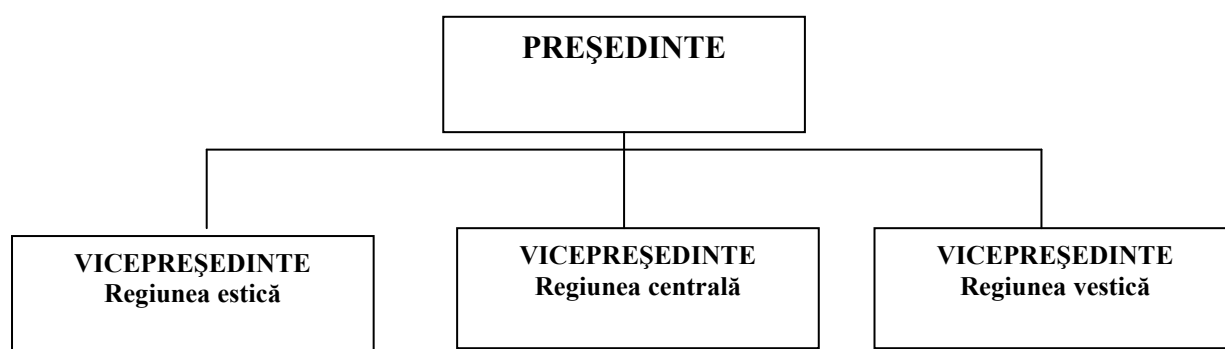 PREŞEDINTE
VICEPREŞEDINTE
Regiunea estică
VICEPREŞEDINTE
Regiunea centrală
VICEPREŞEDINTE
Regiunea vestică